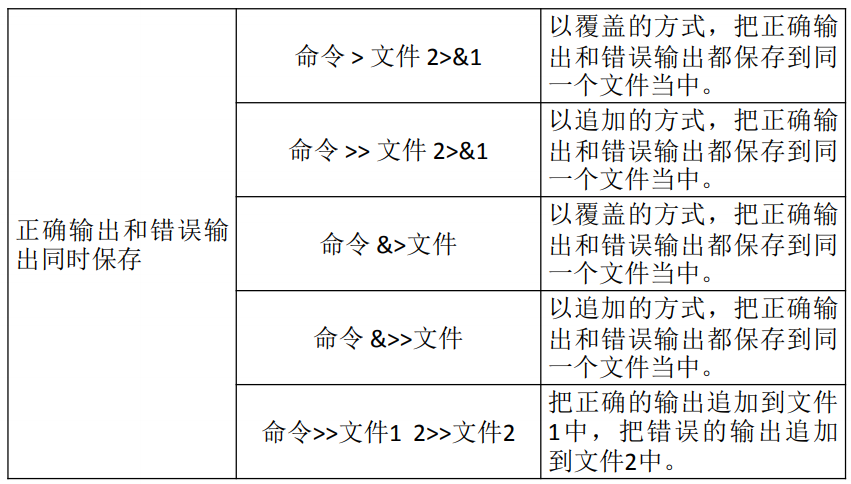 正确输出和错误输
出同时保存
命令 > 文件 2>&1
以覆盖的方式，把正确输
出和错误输出都保存到同
一个文件当中。
命令 >> 文件 2>&1
以追加的方式，把正确输
出和错误输出都保存到同
一个文件当中。
命令 &>文件
以覆盖的方式，把正确输
出和错误输出都保存到同
一个文件当中。
命令 &>>文件
以追加的方式，把正确输
出和错误输出都保存到同
一个文件当中。
命令>>文件1 2>>文件2
把正确的输出追加到文件
1中，把错误的输出追加
到文件2中。